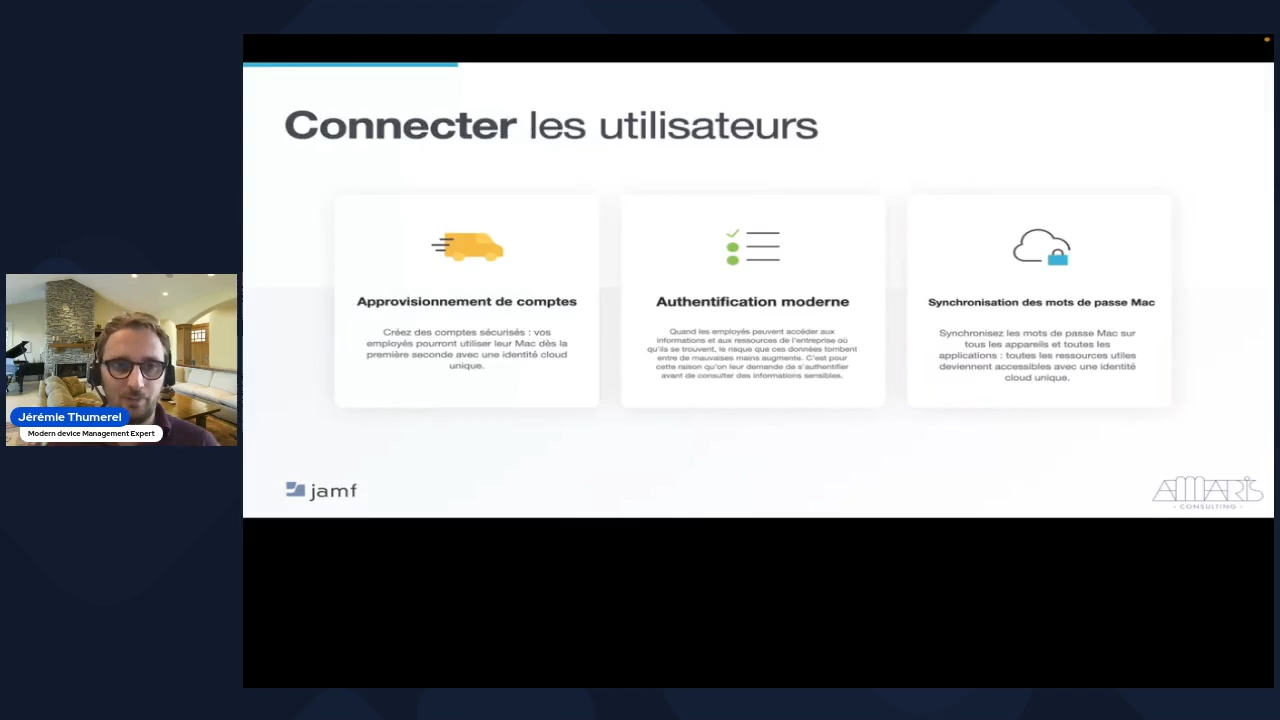 Connecter les utilisateurs
Approvisionnement de comptes
Créez des comptes sécurisés : vos
employés pourront utiliser leur Mac dès la
première seconde avec une identité cloud
unique.
Authentification moderne
Quand les employés peuvent accéder aux
informations et aux ressources de l'entreprise où
qu'ils se trouvent, le risque que ces données tombent
entre de mauvaises mains augmente. C'est pour
cette raison qu'on leur demande de s'authentifier
avant de consulter des informations sensibles.
Synchronisation des mots de passe Mac
Synchronisez les mots de passe Mac sur
tous les appareils et toutes les
applications : toutes les ressources utiles
deviennent accessibles avec une identité
cloud unique.
Jérémie Thumerel
Modern device Management Expert
jamf
AMARIS
- CONSULTING -